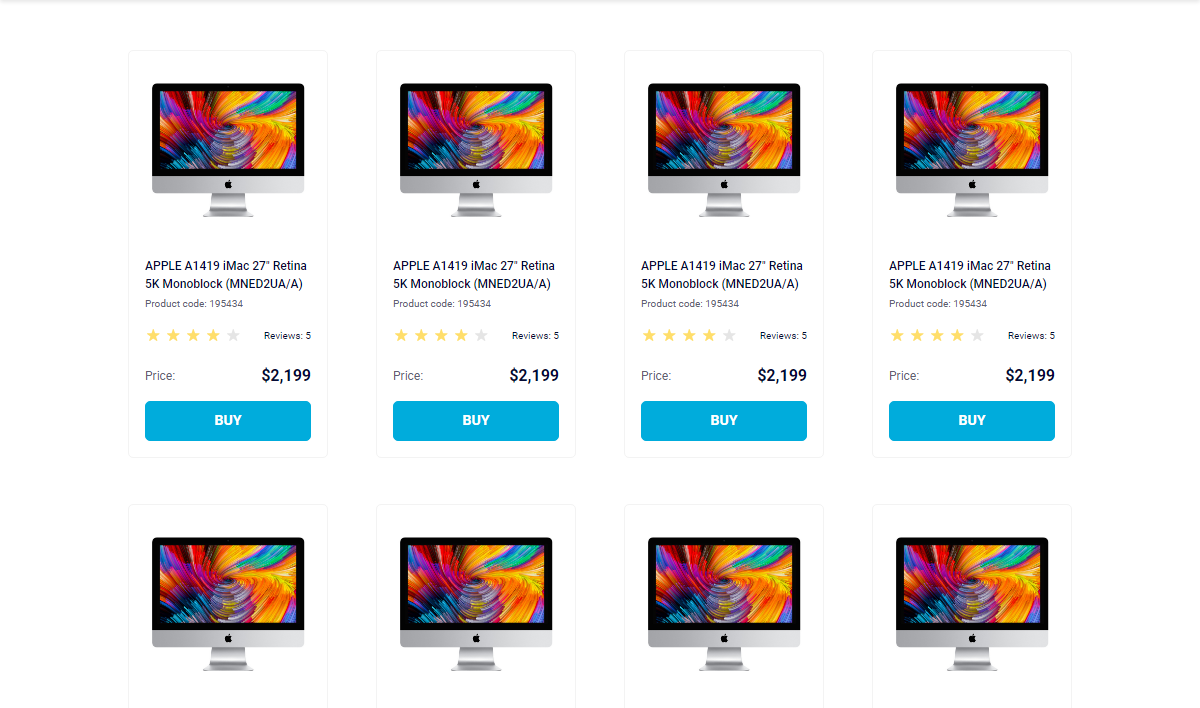 APPLE A1419 iMac 27" Retina
5K Monoblock (MNED2UA/A)
Product code: 195434
Reviews: 5
Price: $2,199
BUY
APPLE A1419 iMac 27" Retina
5K Monoblock (MNED2UA/A)
Product code: 195434
Reviews: 5
Price: $2,199
BUY
APPLE A1419 iMac 27" Retina
5K Monoblock (MNED2UA/A)
Product code: 195434
Reviews: 5
Price: $2,199
BUY
APPLE A1419 iMac 27" Retina
5K Monoblock (MNED2UA/A)
Product code: 195434
Reviews: 5
Price: $2,199
BUY